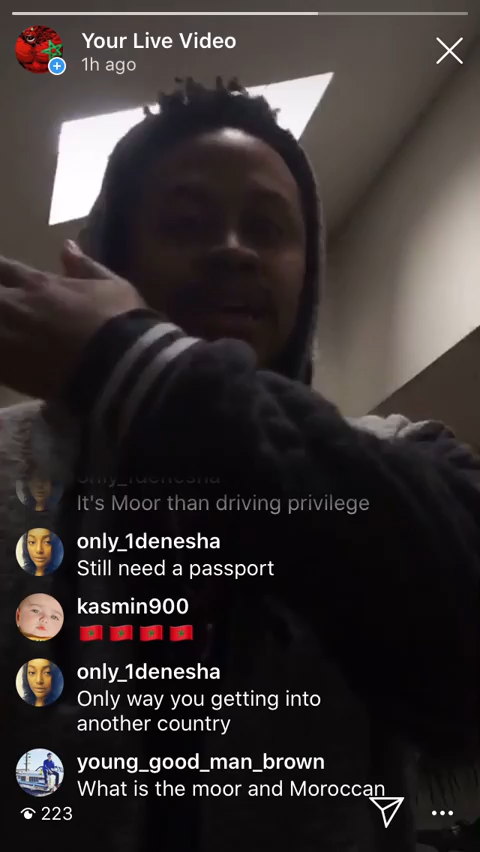 Your Live Video
1h ago
only_1denesha
It's Moor than driving privilege
only_1denesha
Still need a passport
kasmin900
🇲🇦 🇲🇦 🇲🇦 🇲🇦
only_1denesha
Only way you getting into
another country
young_good_man_brown
What is the moor and Moroccan
223